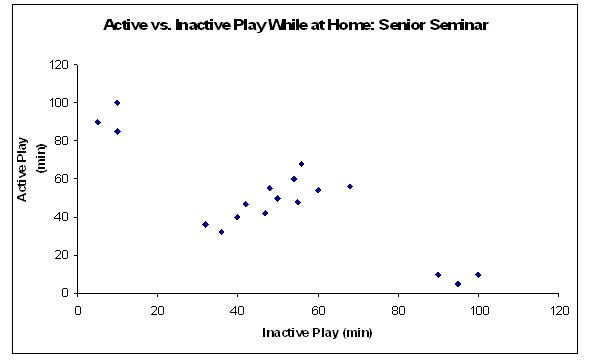 Active vs. Inactive Play While at Home: Senior Seminar
120
100
80
60
40
20
0
Active Play
(min)
0 20 40 60 80 100 120
Inactive Play (min)